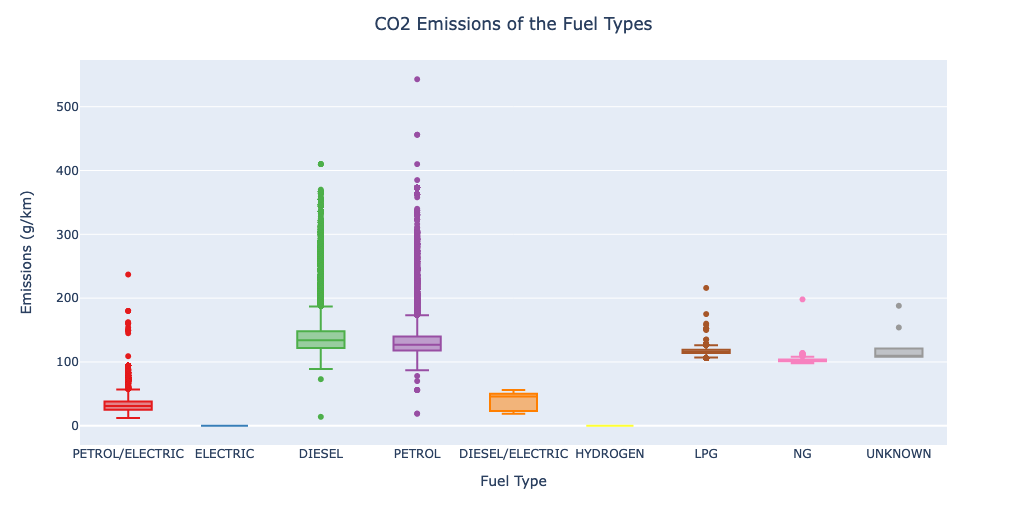 CO2 Emissions of the Fuel Types
Emissions (g/km)
500
400
300
200
100
0
PETROL/ELECTRIC ELECTRIC DIESEL PETROL DIESEL/ELECTRIC HYDROGEN LPG NG UNKNOWN
Fuel Type